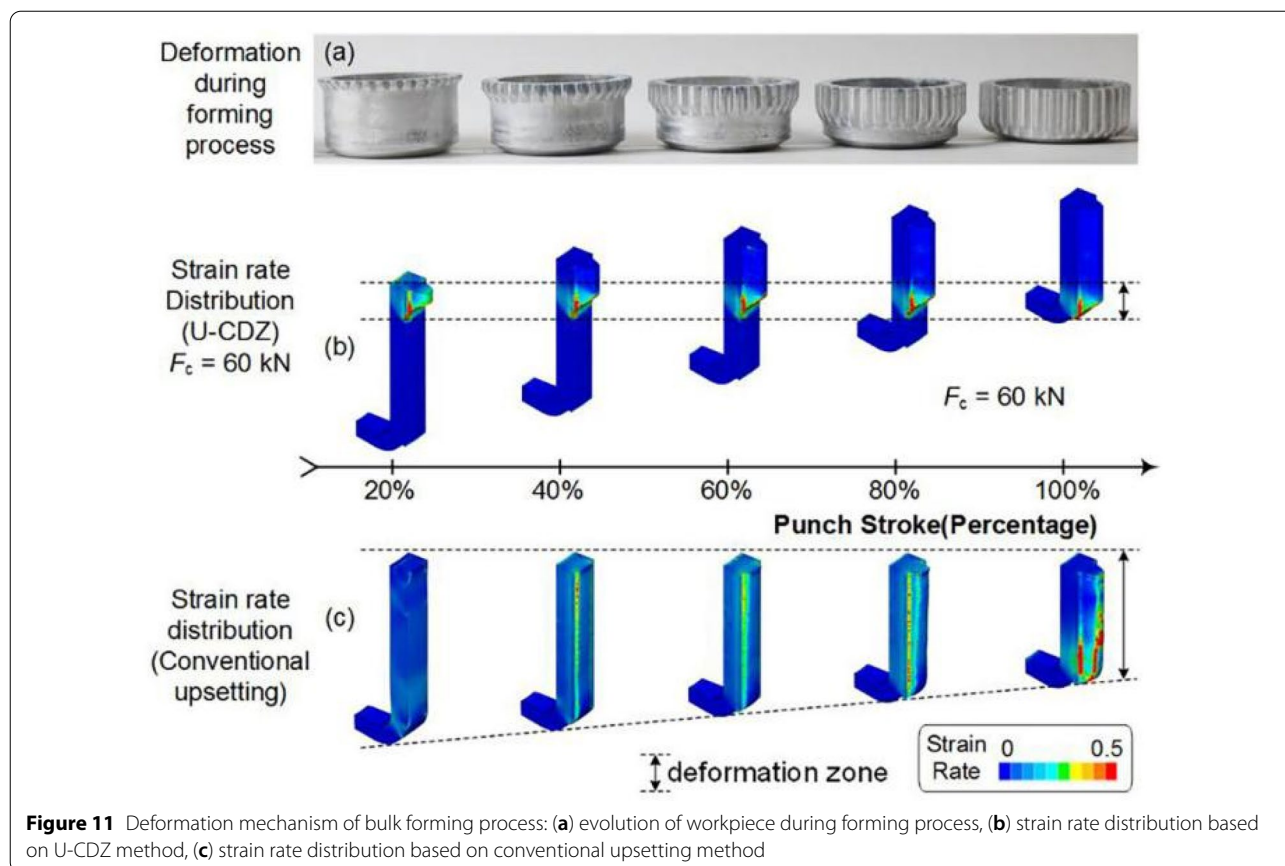 Deformation
during
forming
process
(a)
Strain rate
Distribution
(U-CDZ)
F_c = 60 kN
(b)
F_c = 60 kN
20% 40% 60% 80% 100%
Punch Stroke(Percentage)
Strain rate
distribution
(Conventional
upsetting)
(c)
deformation zone
Strain 0 0.5
Rate
Figure 11 Deformation mechanism of bulk forming process: (a) evolution of workpiece during forming process, (b) strain rate distribution based
on U-CDZ method, (c) strain rate distribution based on conventional upsetting method